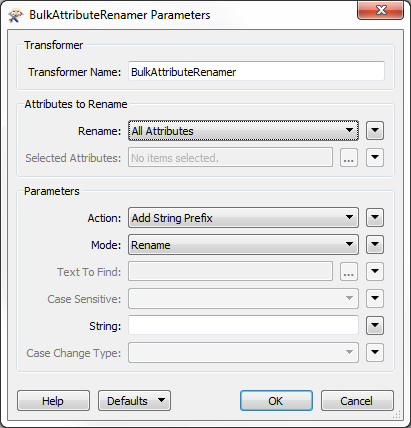 BulkAttributeRenamer Parameters
Transformer
Transformer Name: BulkAttributeRenamer
Attributes to Rename
Rename: All Attributes
Selected Attributes: No items selected. ...
Parameters
Action: Add String Prefix
Mode: Rename
Text To Find: ...
Case Sensitive:
String:
Case Change Type:
Help Defaults OK Cancel